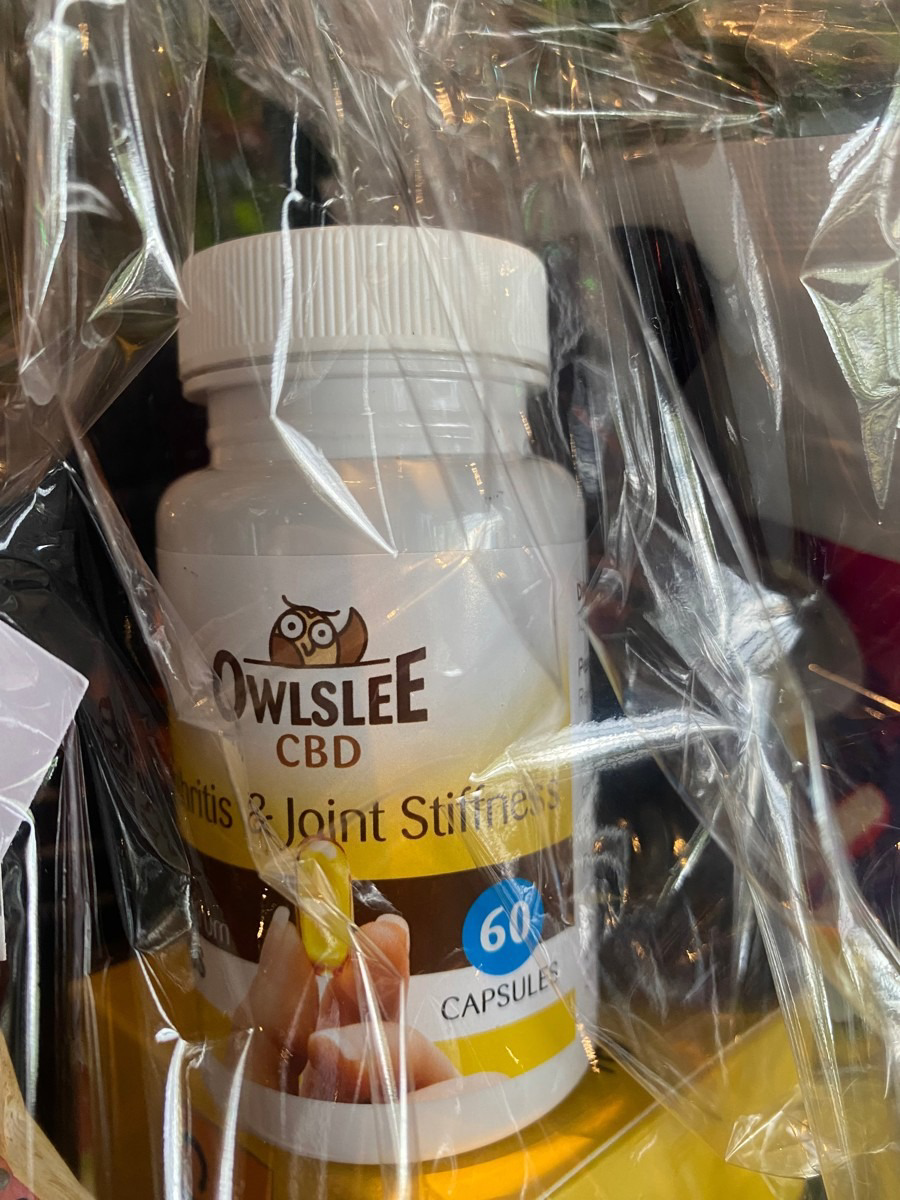 OWLSLEE
CBD
& Joint Stiffness
60
CAPSULES